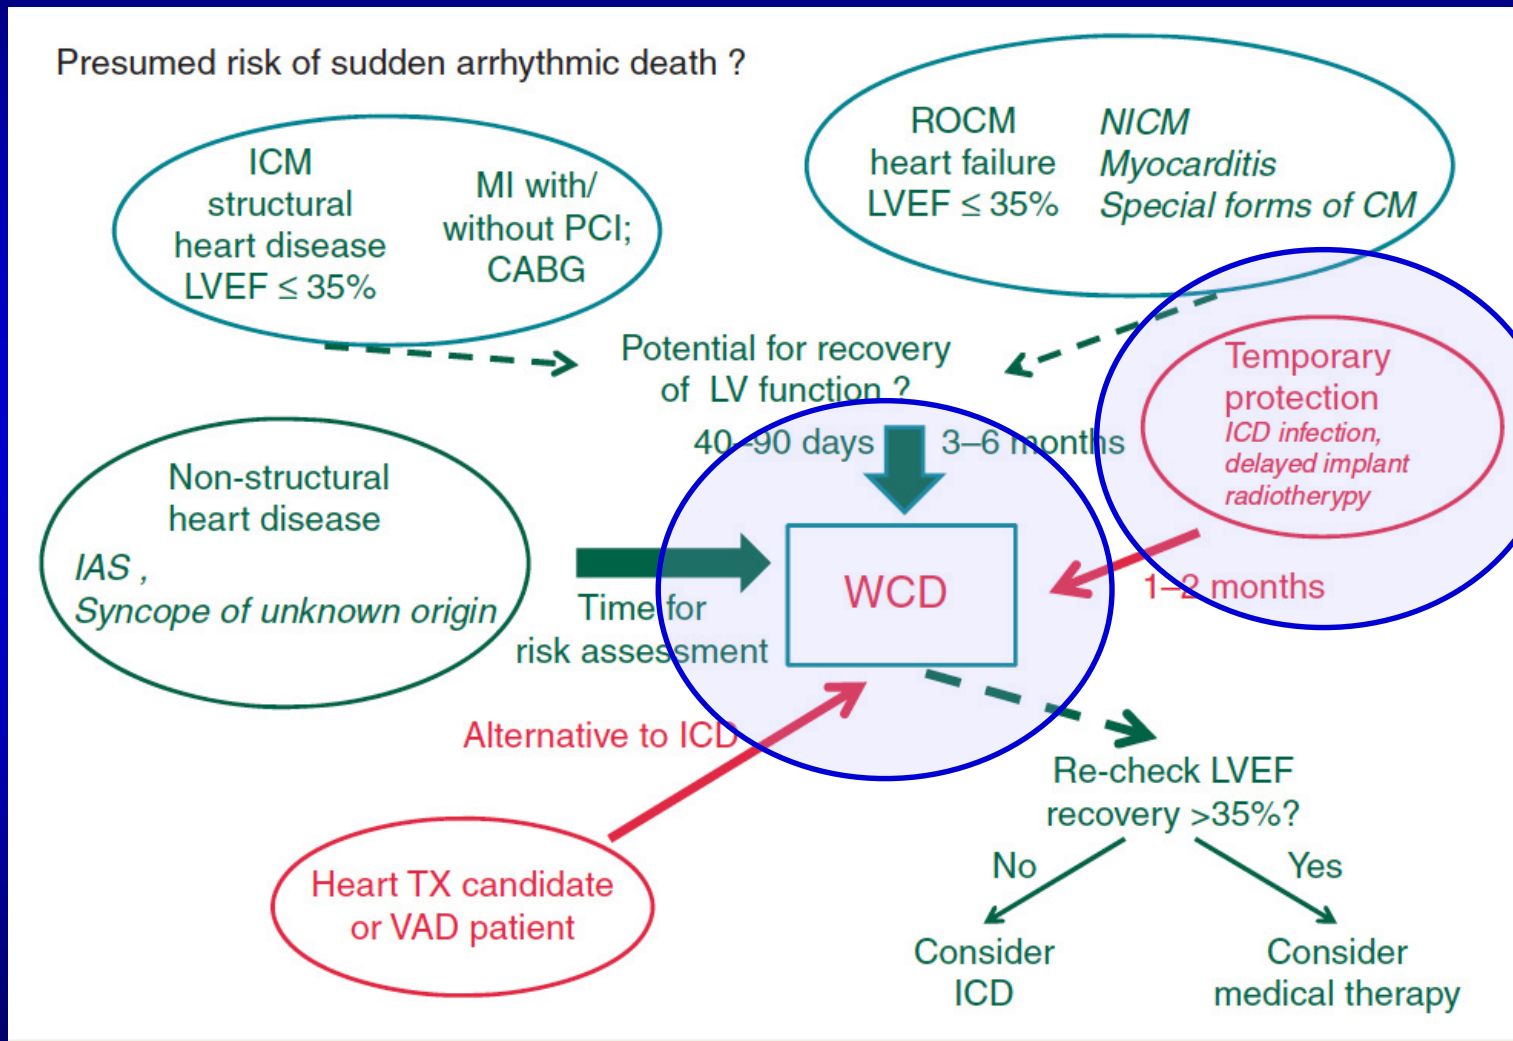 Presumed risk of sudden arrhythmic death ?
ICM
structural
heart disease
LVEF ≤ 35%
MI with/
without PCI;
CABG
ROCM
heart failure
LVEF ≤ 35%
NICM
Myocarditis
Special forms of CM
Potential for recovery
of LV function ?
40–90 days
3–6 months
Temporary
protection
ICD infection,
delayed implant
radiotherypy
1–2 months
Non-structural
heart disease
IAS ,
Syncope of unknown origin
Time for
risk assessment
WCD
Alternative to ICD
Heart TX candidate
or VAD patient
Re-check LVEF
recovery >35%?
No
Yes
Consider
ICD
Consider
medical therapy